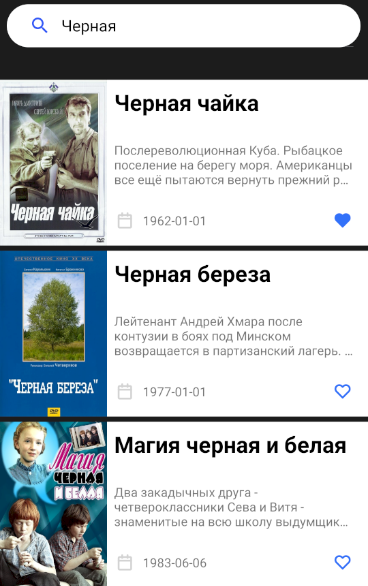 Черная
Черная чайка
Послереволюционная Куба. Рыбацкое
поселение на берегу моря. Американцы
все ещё пытаются вернуть прежний р...
1962-01-01
Черная чайка
Черная береза
Лейтенант Андрей Хмара после
контузии в боях под Минском
возвращается в партизанский лагерь. ...
1977-01-01
"ЧЕРНАЯ БЕРЕЗА"
DVD
Магия черная и белая
Два закадычных друга -
четвероклассники Сева и Витя -
знаменитые на всю школу выдумщик...
1983-06-06
Магия
ЧЕРНАЯ
И БЕЛАЯ